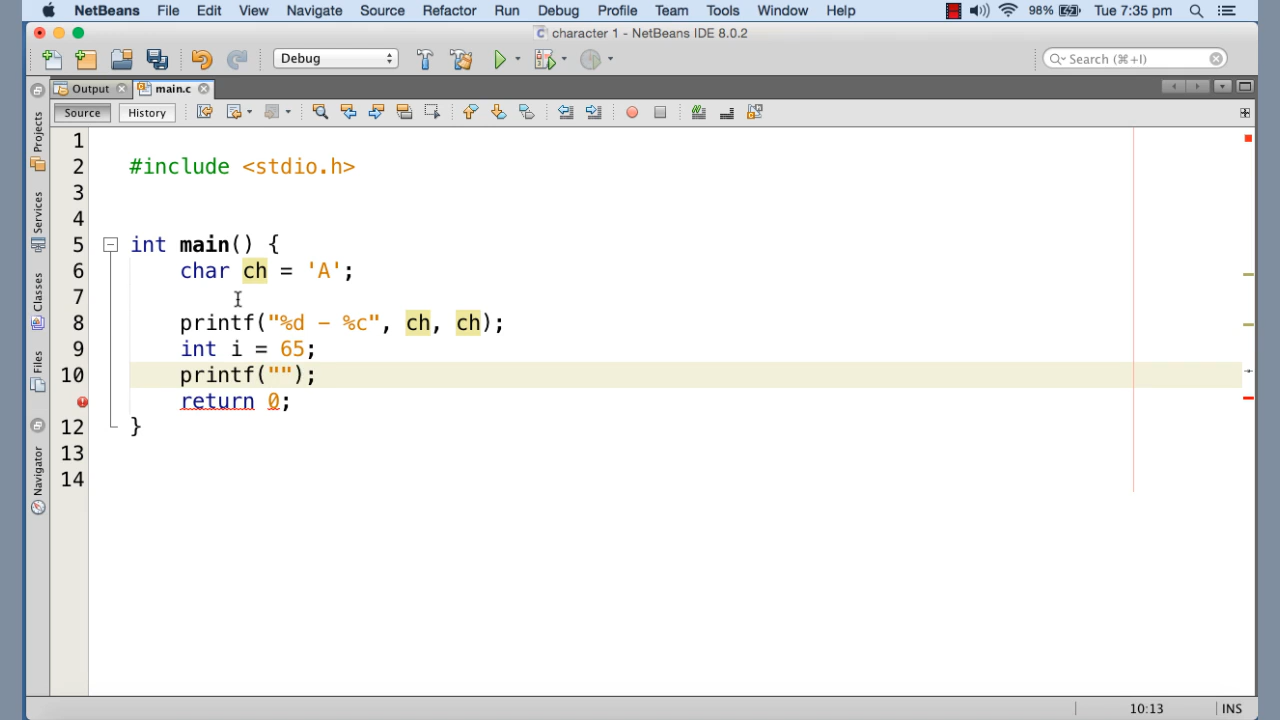 NetBeans File Edit View Navigate Source Refactor Run Debug Profile Team Tools Window Help 98% Tue 7:35 pm
character 1 - NetBeans IDE 8.0.2
Debug Search (⌘+I)
Output main.c
Source History
Projects
Services
Classes
Files
Navigator
1
2 #include <stdio.h>
3
4
5 int main() {
6 char ch = 'A';
7
8 printf("%d - %c", ch, ch);
9 int i = 65;
10 printf("");
return 0;
12 }
13
14
10:13 INS